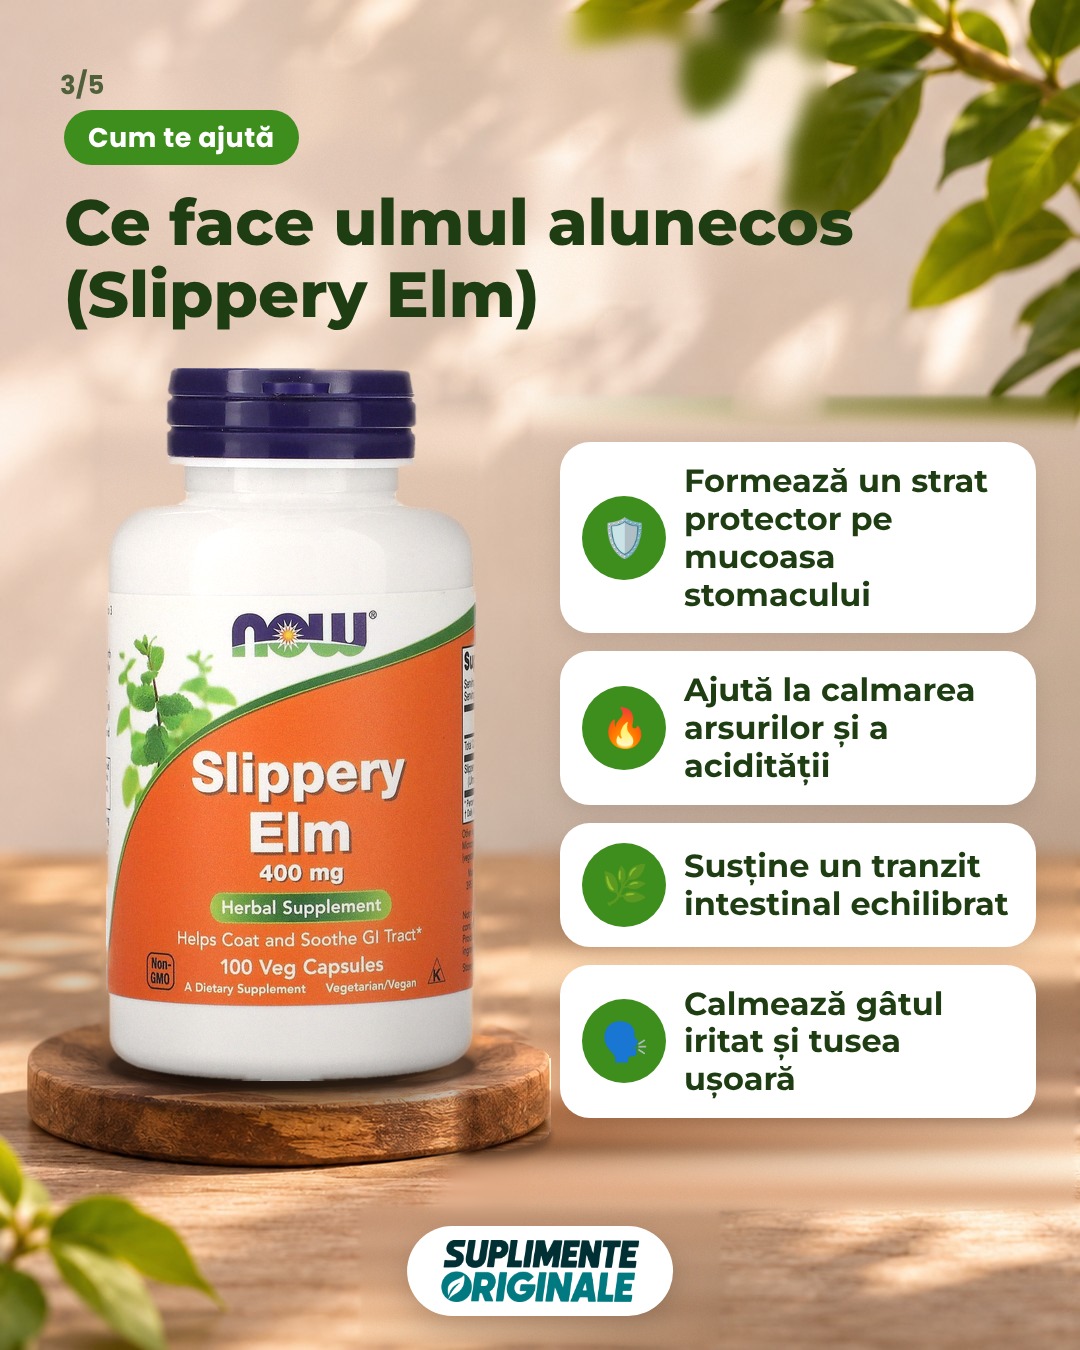 3/5
Cum te ajută
Ce face ulmul alunecos
(Slippery Elm)
now®
Slippery
Elm
400 mg
Herbal Supplement
Helps Coat and Soothe GI Tract*
100 Veg Capsules
Non-
GMO
A Dietary Supplement Vegetarian/Vegan
K
Formează un strat
protector pe
mucoasa
stomacului
Ajută la calmarea
arsurilor și a
acidității
Susține un tranzit
intestinal echilibrat
Calmează gâtul
iritat și tusea
ușoară
SUPLIMENTE
ORIGINALE